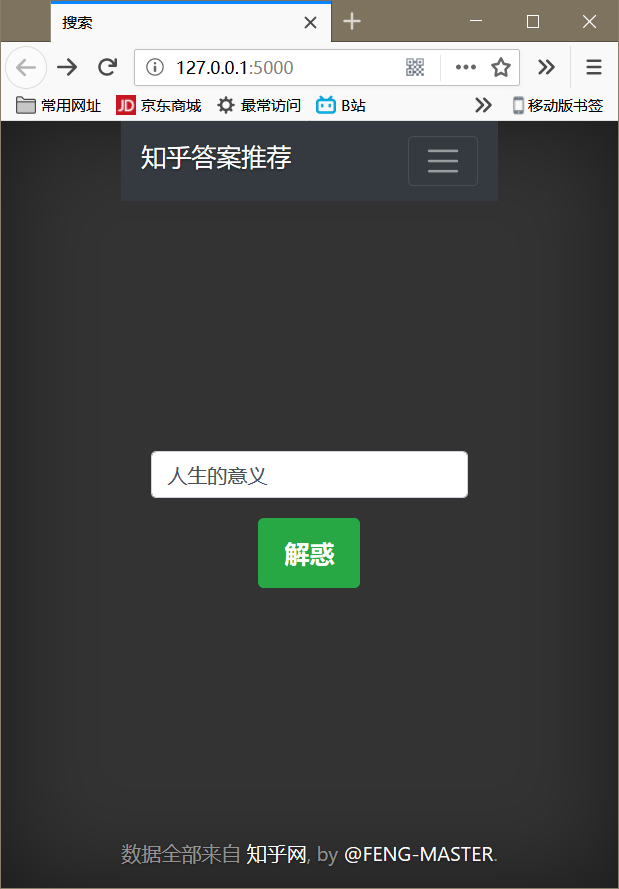 搜索
127.0.0.1:5000
常用网址 JD 京东商城 最常访问 B站 移动版书签
知乎答案推荐
人生的意义
解惑
数据全部来自 知乎网, by @FENG-MASTER.